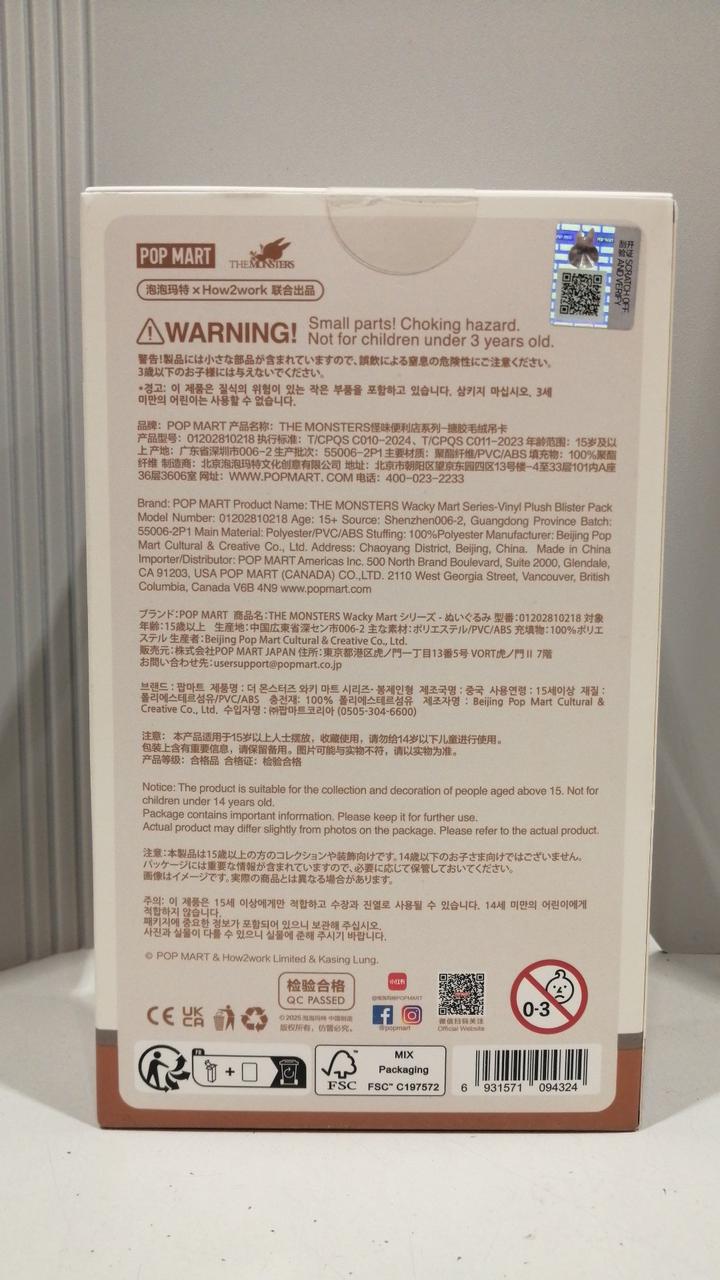 POP MART THE MONSTERS
泡泡玛特 × How2work 联合出品
开仪 SCRATCH OFF
刮验 AND VERIFY
WARNING! Small parts! Choking hazard.
Not for children under 3 years old.
警告!製品には小さな部品が含まれていますので、誤飲による窒息の危険性にご注意ください。
3歳以下のお子様には与えないでください。
*경고: 이 제품은 질식의 위험이 있는 작은 부품을 포함하고 있습니다. 삼키지 마십시오. 3세
미만의 어린이는 사용할 수 없습니다.
品牌：POP MART 产品名称：THE MONSTERS怪味便利店系列-搪胶毛绒吊卡
产品型号：01202810218 执行标准：T/CPQS C010-2024、T/CPQS C011-2023 年龄范围：15岁及以
上 产地：广东省深圳市006-2 生产批次：55006-2P1 主要材质：聚酯纤维/PVC/ABS 填充物：100%聚酯
纤维 制造商：北京泡泡玛特文化创意有限公司 地址：北京市朝阳区望京东园四区13号楼-4至33层101内A座
36层3606室 网址：WWW.POPMART. COM 电话：400-023-2233
Brand: POP MART Product Name: THE MONSTERS Wacky Mart Series-Vinyl Plush Blister Pack
Model Number: 01202810218 Age: 15+ Source: Shenzhen006-2, Guangdong Province Batch:
55006-2P1 Main Material: Polyester/PVC/ABS Stuffing: 100%Polyester Manufacturer: Beijing Pop
Mart Cultural & Creative Co., Ltd. Address: Chaoyang District, Beijing, China. Made in China
Importer/Distributor: POP MART Americas Inc. 500 North Brand Boulevard, Suite 2000, Glendale,
CA 91203, USA POP MART (CANADA) CO.,LTD. 2110 West Georgia Street, Vancouver, British
Columbia, Canada V6B 4N9 www.popmart.com
ブランド：POP MART 商品名：THE MONSTERS Wacky Mart シリーズ - ぬいぐるみ 型番：01202810218 対象
年齢：15歳以上 生産地：中国広東省深セン市006-2 主な素材：ポリエステル/PVC/ABS 充填物：100%ポリエ
ステル 生産者：Beijing Pop Mart Cultural & Creative Co., Ltd.
販売元：株式会社POP MART JAPAN 住所：東京都港区虎ノ門一丁目13番5号 VORT虎ノ門Ⅱ 7階
お問い合わせ先：usersupport@popmart.co.jp
브랜드 : 팝마트 제품명 : 더 몬스터즈 와키 마트 시리즈- 봉제인형 제조국명 : 중국 사용연령 : 15세이상 재질 :
폴리에스테르섬유/PVC/ABS 충전재: 100% 폴리에스테르섬유 제조자명 : Beijing Pop Mart Cultural &
Creative Co., Ltd. 수입자명 : ㈜팝마트코리아 (0505-304-6600)
注意： 本产品适用于15岁以上人士摆放，收藏使用，请勿给14岁以下儿童进行使用。
包装上含有重要信息，请保留备用。图片可能与实物不符，请以实物为准。
产品等级：合格品 合格证：检验合格
Notice: The product is suitable for the collection and decoration of people aged above 15. Not for
children under 14 years old.
Package contains important information. Please keep it for further use.
Actual product may differ slightly from photos on the package. Please refer to the actual product.
注意：本製品は15歳以上の方のコレクションや装飾向けです。14歳以下のお子さま向けではございません。
パッケージには重要な情報が含まれていますので、必要に応じて保管しておいてください。
画像はイメージです。実際の商品とは異なる場合があります。
주의: 이 제품은 15세 이상에게만 적합하고 수장과 진열로 사용될 수 있습니다. 14세 미만의 어린이에게
적합하지 않습니다.
패키지에 중요한 정보가 포함되어 있으니 보관해 주십시오.
사진과 실물이 다를 수 있으니 실물에 준해 주시기 바랍니다.
© POP MART & How2work Limited & Kasing Lung.
检验合格
QC PASSED
© 2025 泡泡玛特 中国制造
版权所有，仿冒必究。
小红书
@泡泡玛特POPMART
@popmart
微信扫码关注
Official Website
0-3
CE UK CA
FSC
MIX
Packaging
FSC™ C197572
6 931571 094324